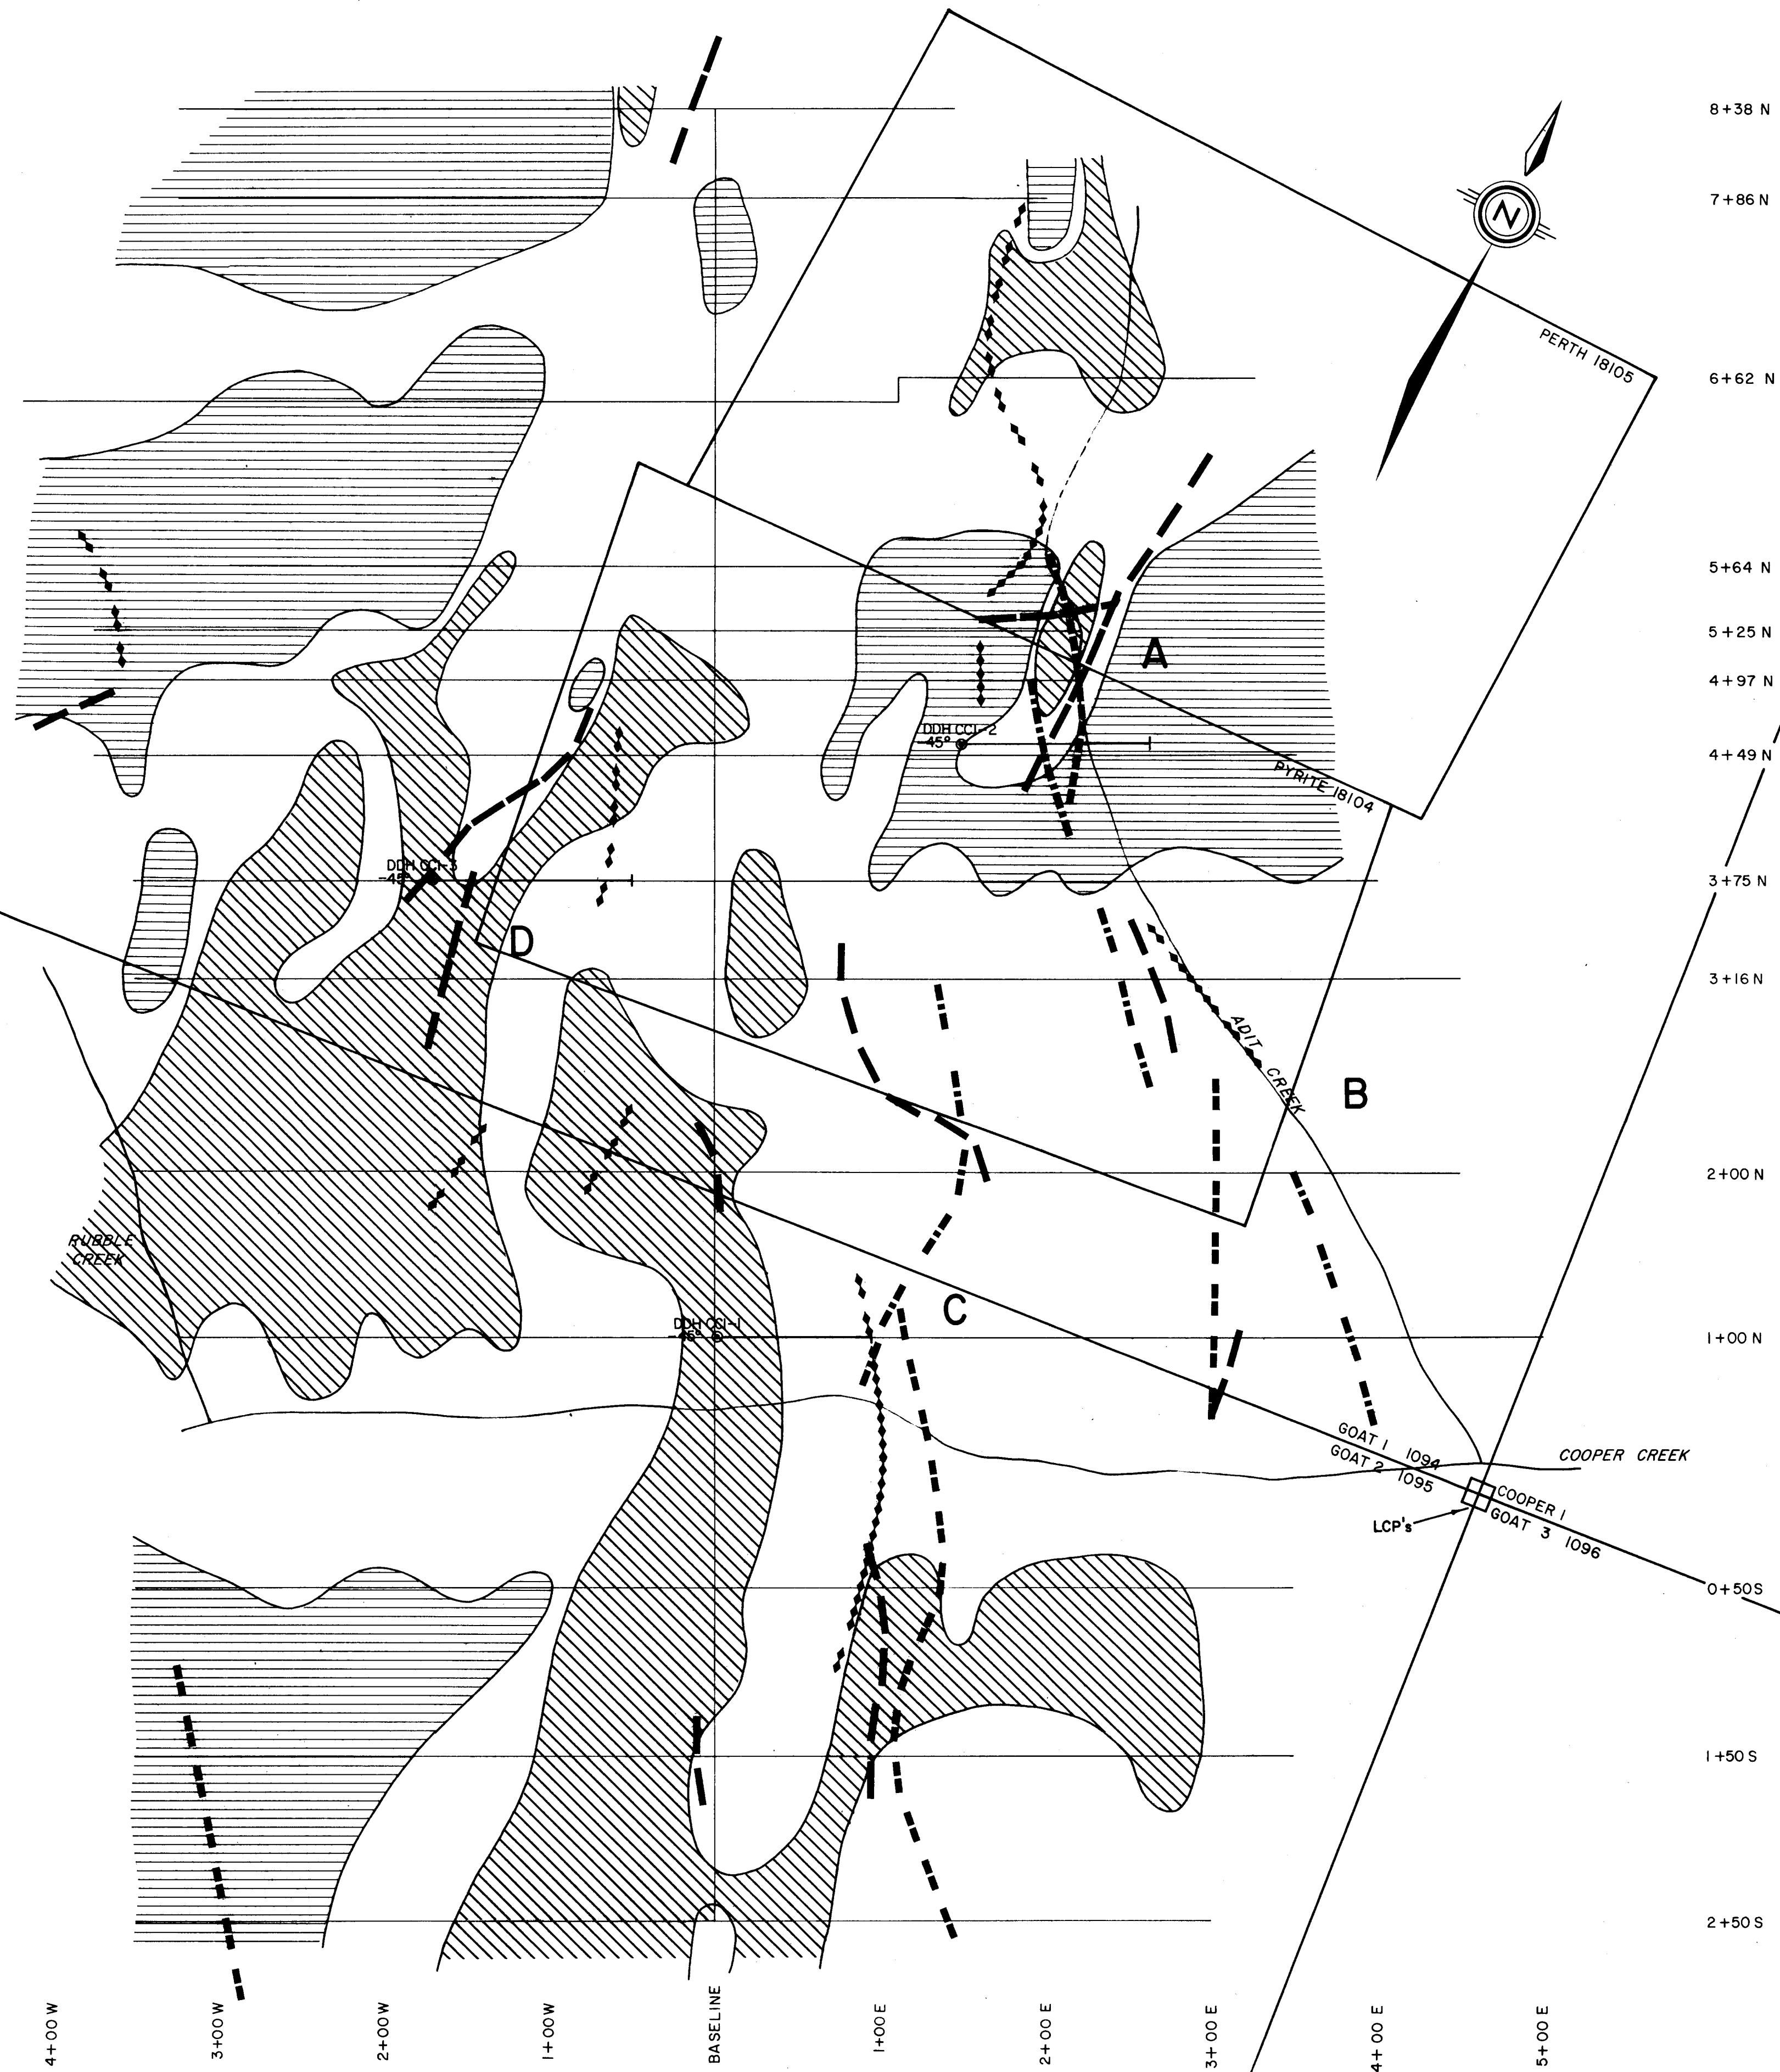 8+38 N
7+86 N
N
PERTH 18105
6+62 N
5+64 N
5+25 N
A
4+97 N
DDH CC1-2
-45°
4+49 N
PYRITE 18104
DDH CC1-3
-45°
3+75 N
D
3+16 N
ADIT CREEK
B
2+00 N
RUBBLE
CREEK
C
DDH CC1-1
-45°
1+00 N
GOAT 1 1094
GOAT 2 1095
COOPER CREEK
COOPER 1
GOAT 3 1096
LCP's
0+50 S
1+50 S
2+50 S
4+00 W
3+00 W
2+00 W
1+00 W
BASELINE
1+00 E
2+00 E
3+00 E
4+00 E
5+00 E